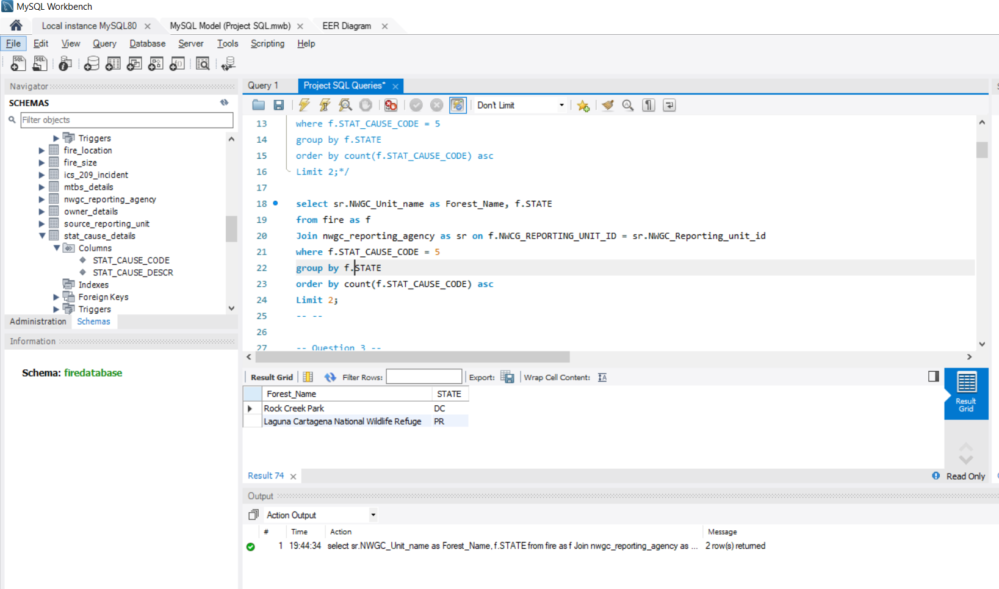 MySQL Workbench
Local instance MySQL80
MySQL Model (Project SQL.mwb)
EER Diagram
File Edit View Query Database Server Tools Scripting Help
Navigator
SCHEMAS
Filter objects
Triggers
fire_location
fire_size
ics_209_incident
mtbs_details
nwgc_reporting_agency
owner_details
source_reporting_unit
stat_cause_details
Columns
STAT_CAUSE_CODE
STAT_CAUSE_DESCR
Indexes
Foreign Keys
Triggers
Administration Schemas
Information
Schema: firedatabase
Query 1
Project SQL Queries*
Don't Limit
13 where f.STAT_CAUSE_CODE = 5
14 group by f.STATE
15 order by count(f.STAT_CAUSE_CODE) asc
16 Limit 2;*/
17
18 select sr.NWGC_Unit_name as Forest_Name, f.STATE
19 from fire as f
20 Join nwgc_reporting_agency as sr on f.NWCG_REPORTING_UNIT_ID = sr.NWGC_Reporting_unit_id
21 where f.STAT_CAUSE_CODE = 5
22 group by f.STATE
23 order by count(f.STAT_CAUSE_CODE) asc
24 Limit 2;
25 -- --
26
27 -- Question 3 --
Result Grid Filter Rows: Export: Wrap Cell Content:
Forest_Name STATE
Rock Creek Park DC
Laguna Cartagena National Wildlife Refuge PR
Result Grid
Result 74
Read Only
Output
Action Output
# Time Action Message
1 19:44:34 select sr.NWGC_Unit_name as Forest_Name, f.STATE from fire as f Join nwgc_reporting_agency as ... 2 row(s) returned